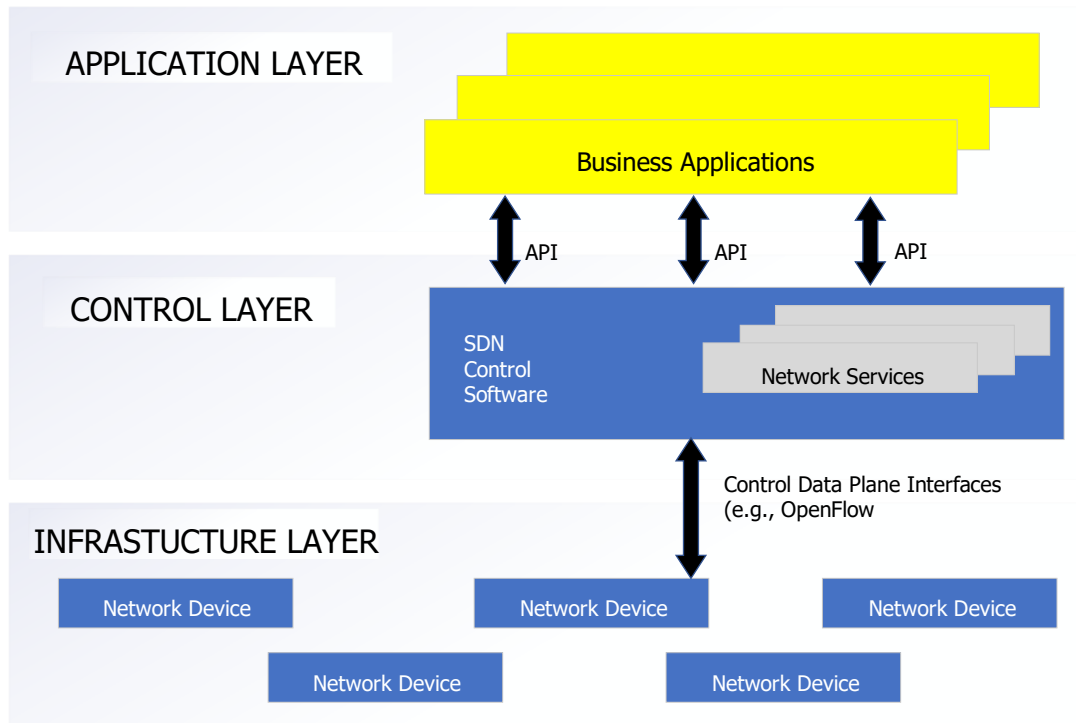 APPLICATION LAYER
Business Applications
API
API
API
CONTROL LAYER
SDN
Control
Software
Network Services
Control Data Plane Interfaces
(e.g., OpenFlow
INFRASTUCTURE LAYER
Network Device
Network Device
Network Device
Network Device
Network Device